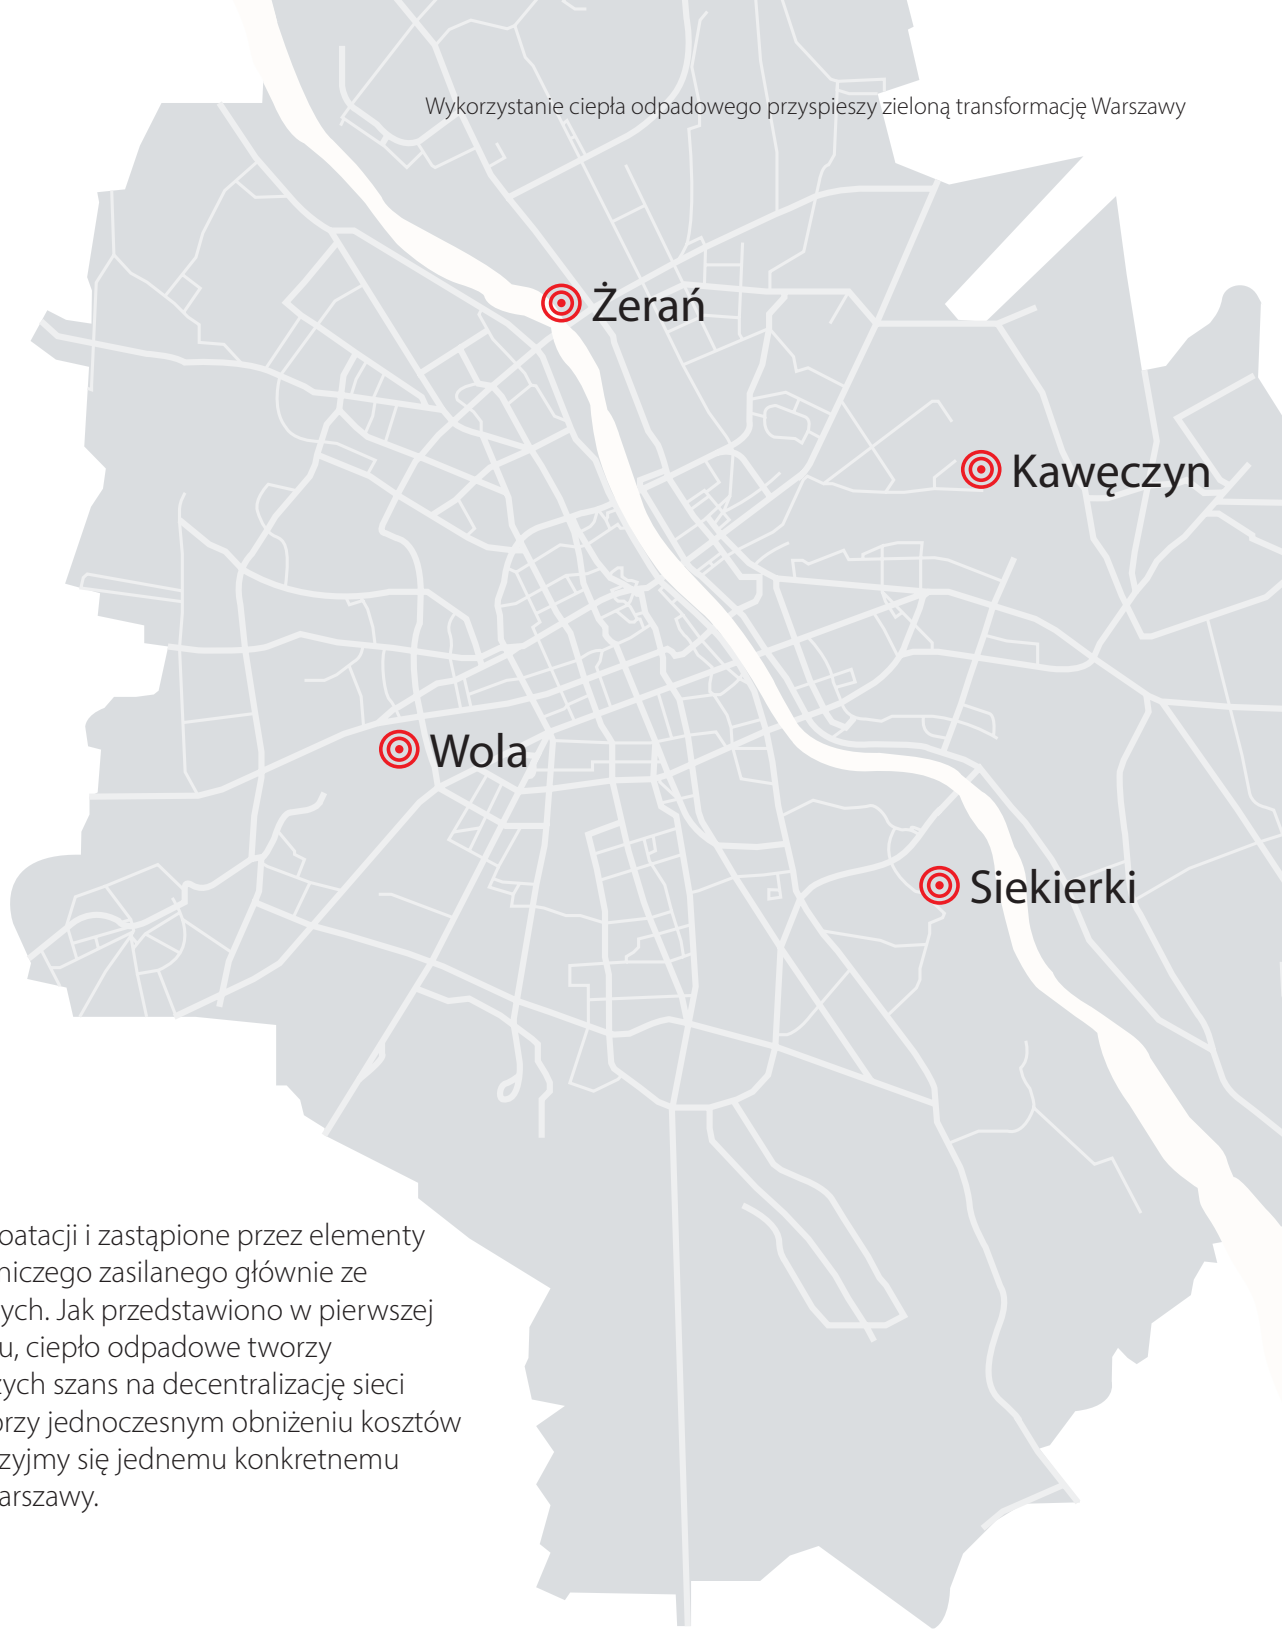 Wykorzystanie ciepła odpadowego przyspieszy zieloną transformację Warszawy
Żerań
Kawęczyn
Wola
Siekierki
oatacji i zastąpione przez elementy
niczego zasilanego głównie ze
ych. Jak przedstawiono w pierwszej
u, ciepło odpadowe tworzy
zych szans na decentralizację sieci
przy jednoczesnym obniżeniu kosztów
zyjmy się jednemu konkretnemu
arszawy.